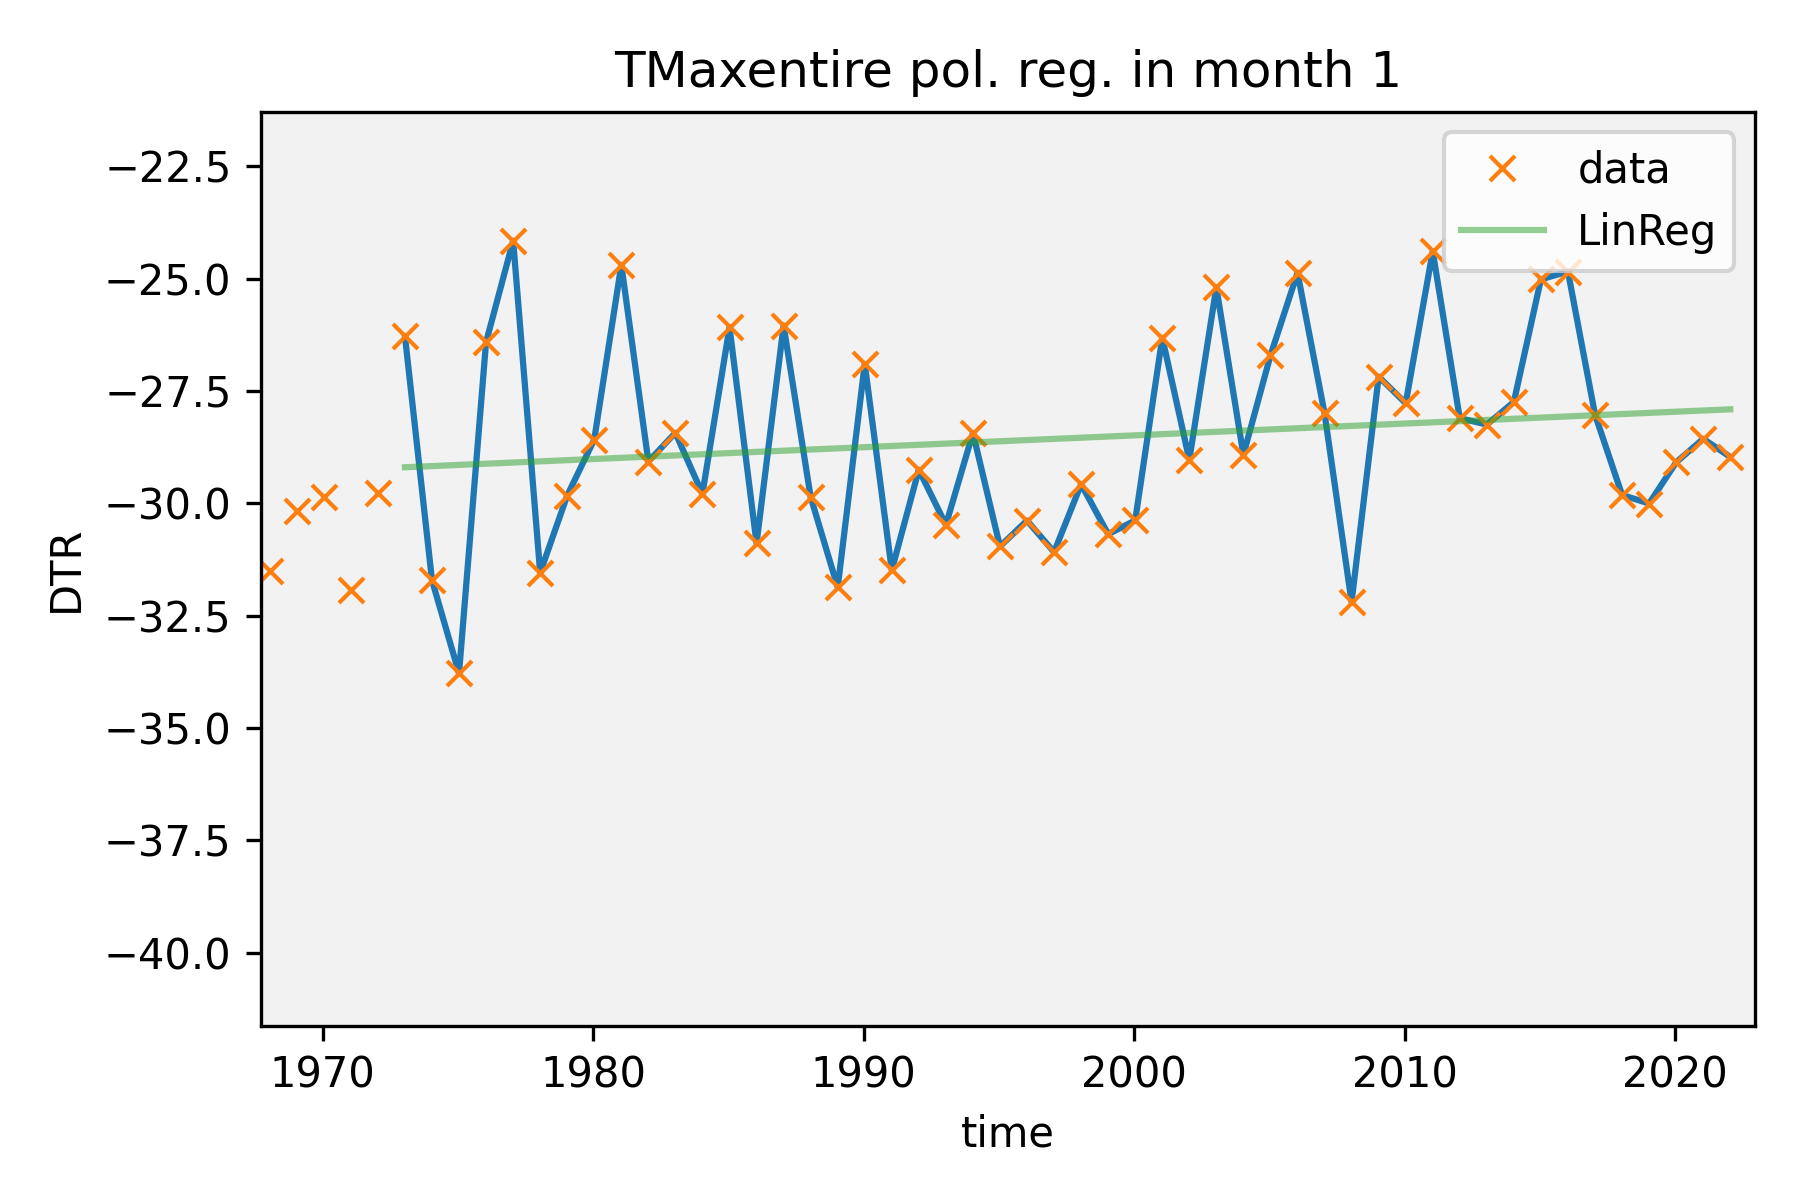 TMaxentire pol. reg. in month 1
data
LinReg
−22.5
−25.0
−27.5
−30.0
−32.5
−35.0
−37.5
−40.0
DTR
1970 1980 1990 2000 2010 2020
time